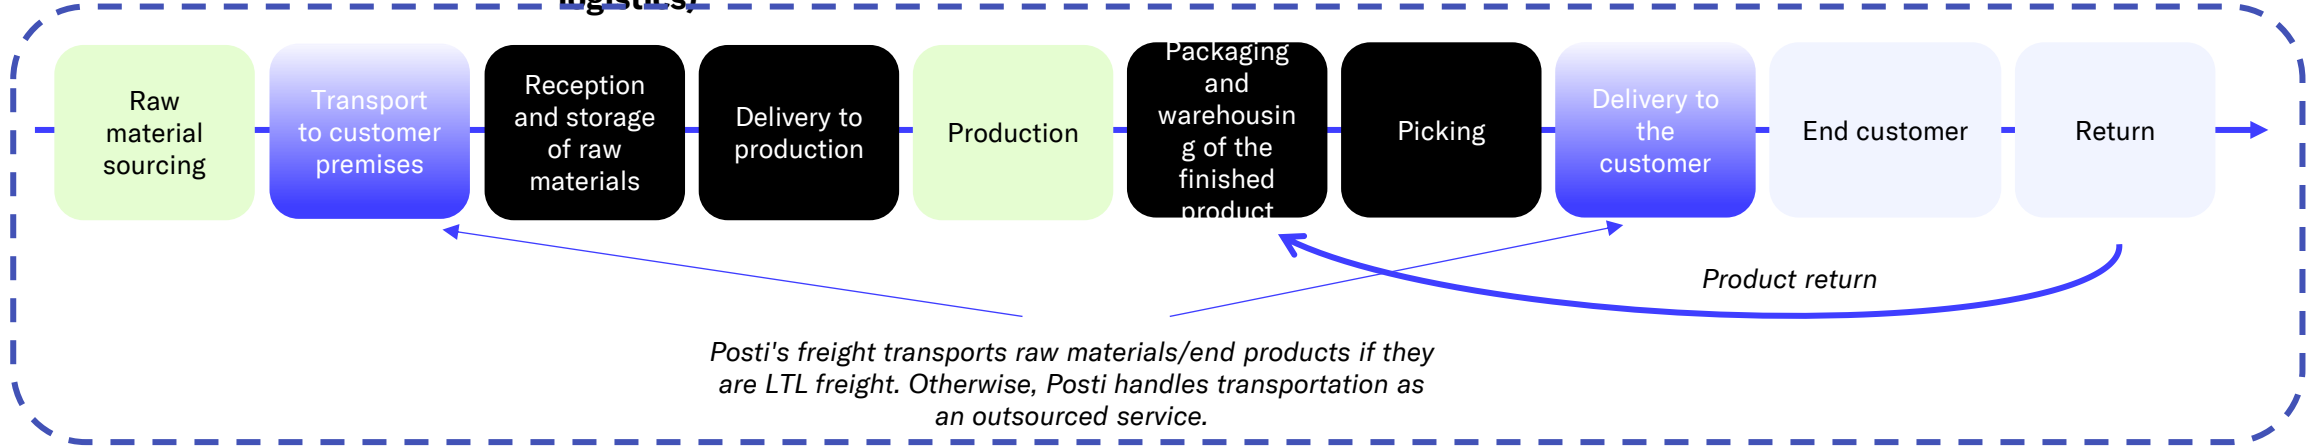 logistics)
Raw
material
sourcing
Transport
to customer
premises
Reception
and storage
of raw
materials
Delivery to
production
Production
Packaging
and
warehousin
g of the
finished
product
Picking
Delivery to
the
customer
End customer
Return
Product return
Posti's freight transports raw materials/end products if they
are LTL freight. Otherwise, Posti handles transportation as
an outsourced service.